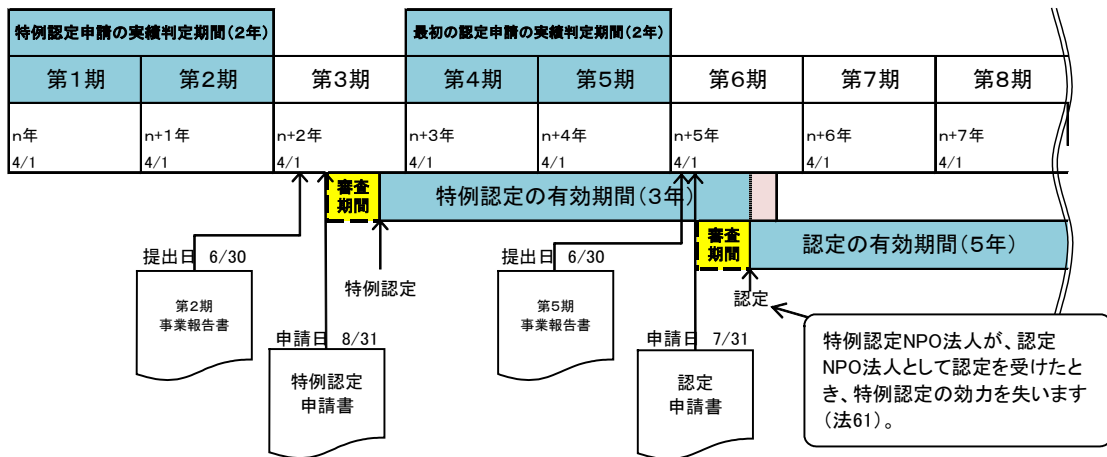 特例認定申請の実績判定期間(2年)
最初の認定申請の実績判定期間(2年)
第1期
第2期
第3期
第4期
第5期
第6期
第7期
第8期
n年
4/1
n+1年
4/1
n+2年
4/1
n+3年
4/1
n+4年
4/1
n+5年
4/1
n+6年
4/1
n+7年
4/1
審査
期間
特例認定の有効期間(3年)
審査
期間
認定の有効期間(5年)
提出日 6/30
第2期
事業報告書
特例認定
申請日 8/31
特例認定
申請書
提出日 6/30
第5期
事業報告書
申請日 7/31
認定
申請書
認定
特例認定NPO法人が、認定
NPO法人として認定を受けたと
き、特例認定の効力を失います
(法61)。